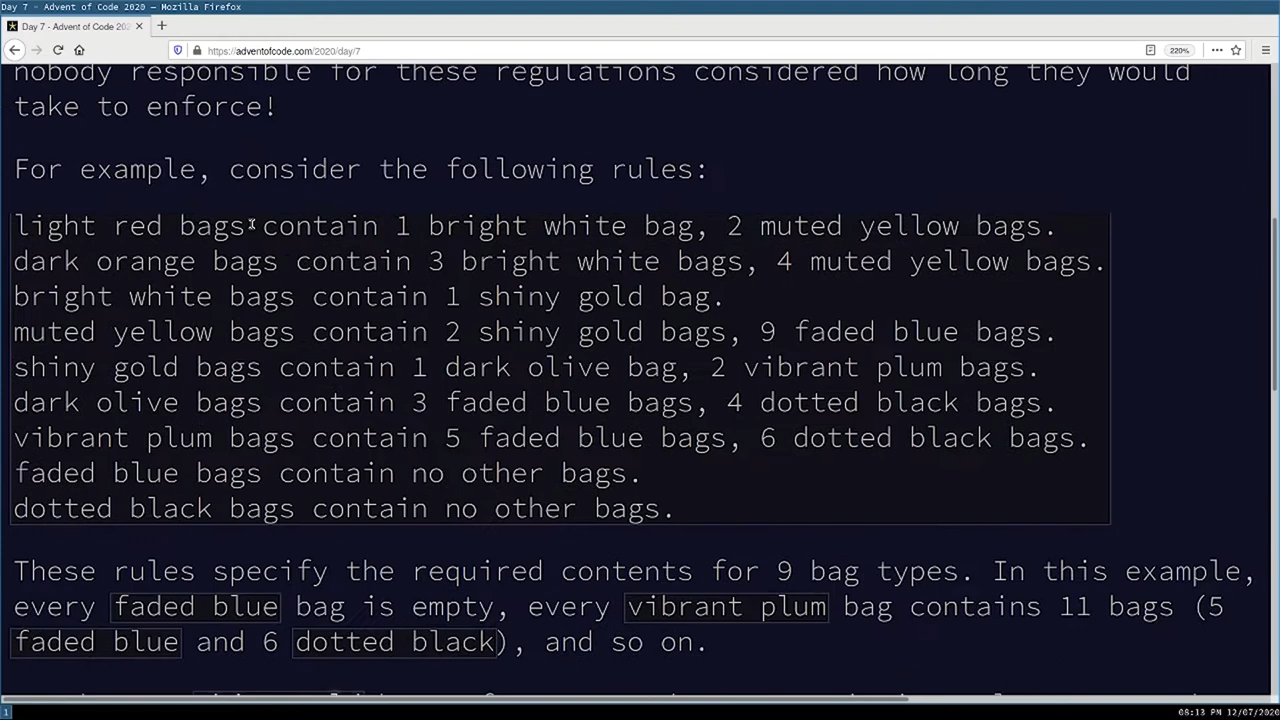 Day 7 - Advent of Code 2020 - Mozilla Firefox
Day 7 - Advent of Code 202
https://adventofcode.com/2020/day/7
220%
nobody responsible for these regulations considered how long they would
take to enforce!
For example, consider the following rules:
light red bags contain 1 bright white bag, 2 muted yellow bags.
dark orange bags contain 3 bright white bags, 4 muted yellow bags.
bright white bags contain 1 shiny gold bag.
muted yellow bags contain 2 shiny gold bags, 9 faded blue bags.
shiny gold bags contain 1 dark olive bag, 2 vibrant plum bags.
dark olive bags contain 3 faded blue bags, 4 dotted black bags.
vibrant plum bags contain 5 faded blue bags, 6 dotted black bags.
faded blue bags contain no other bags.
dotted black bags contain no other bags.
These rules specify the required contents for 9 bag types. In this example,
every faded blue bag is empty, every vibrant plum bag contains 11 bags (5
faded blue and 6 dotted black), and so on.
1
08:13 PM 12/07/2020